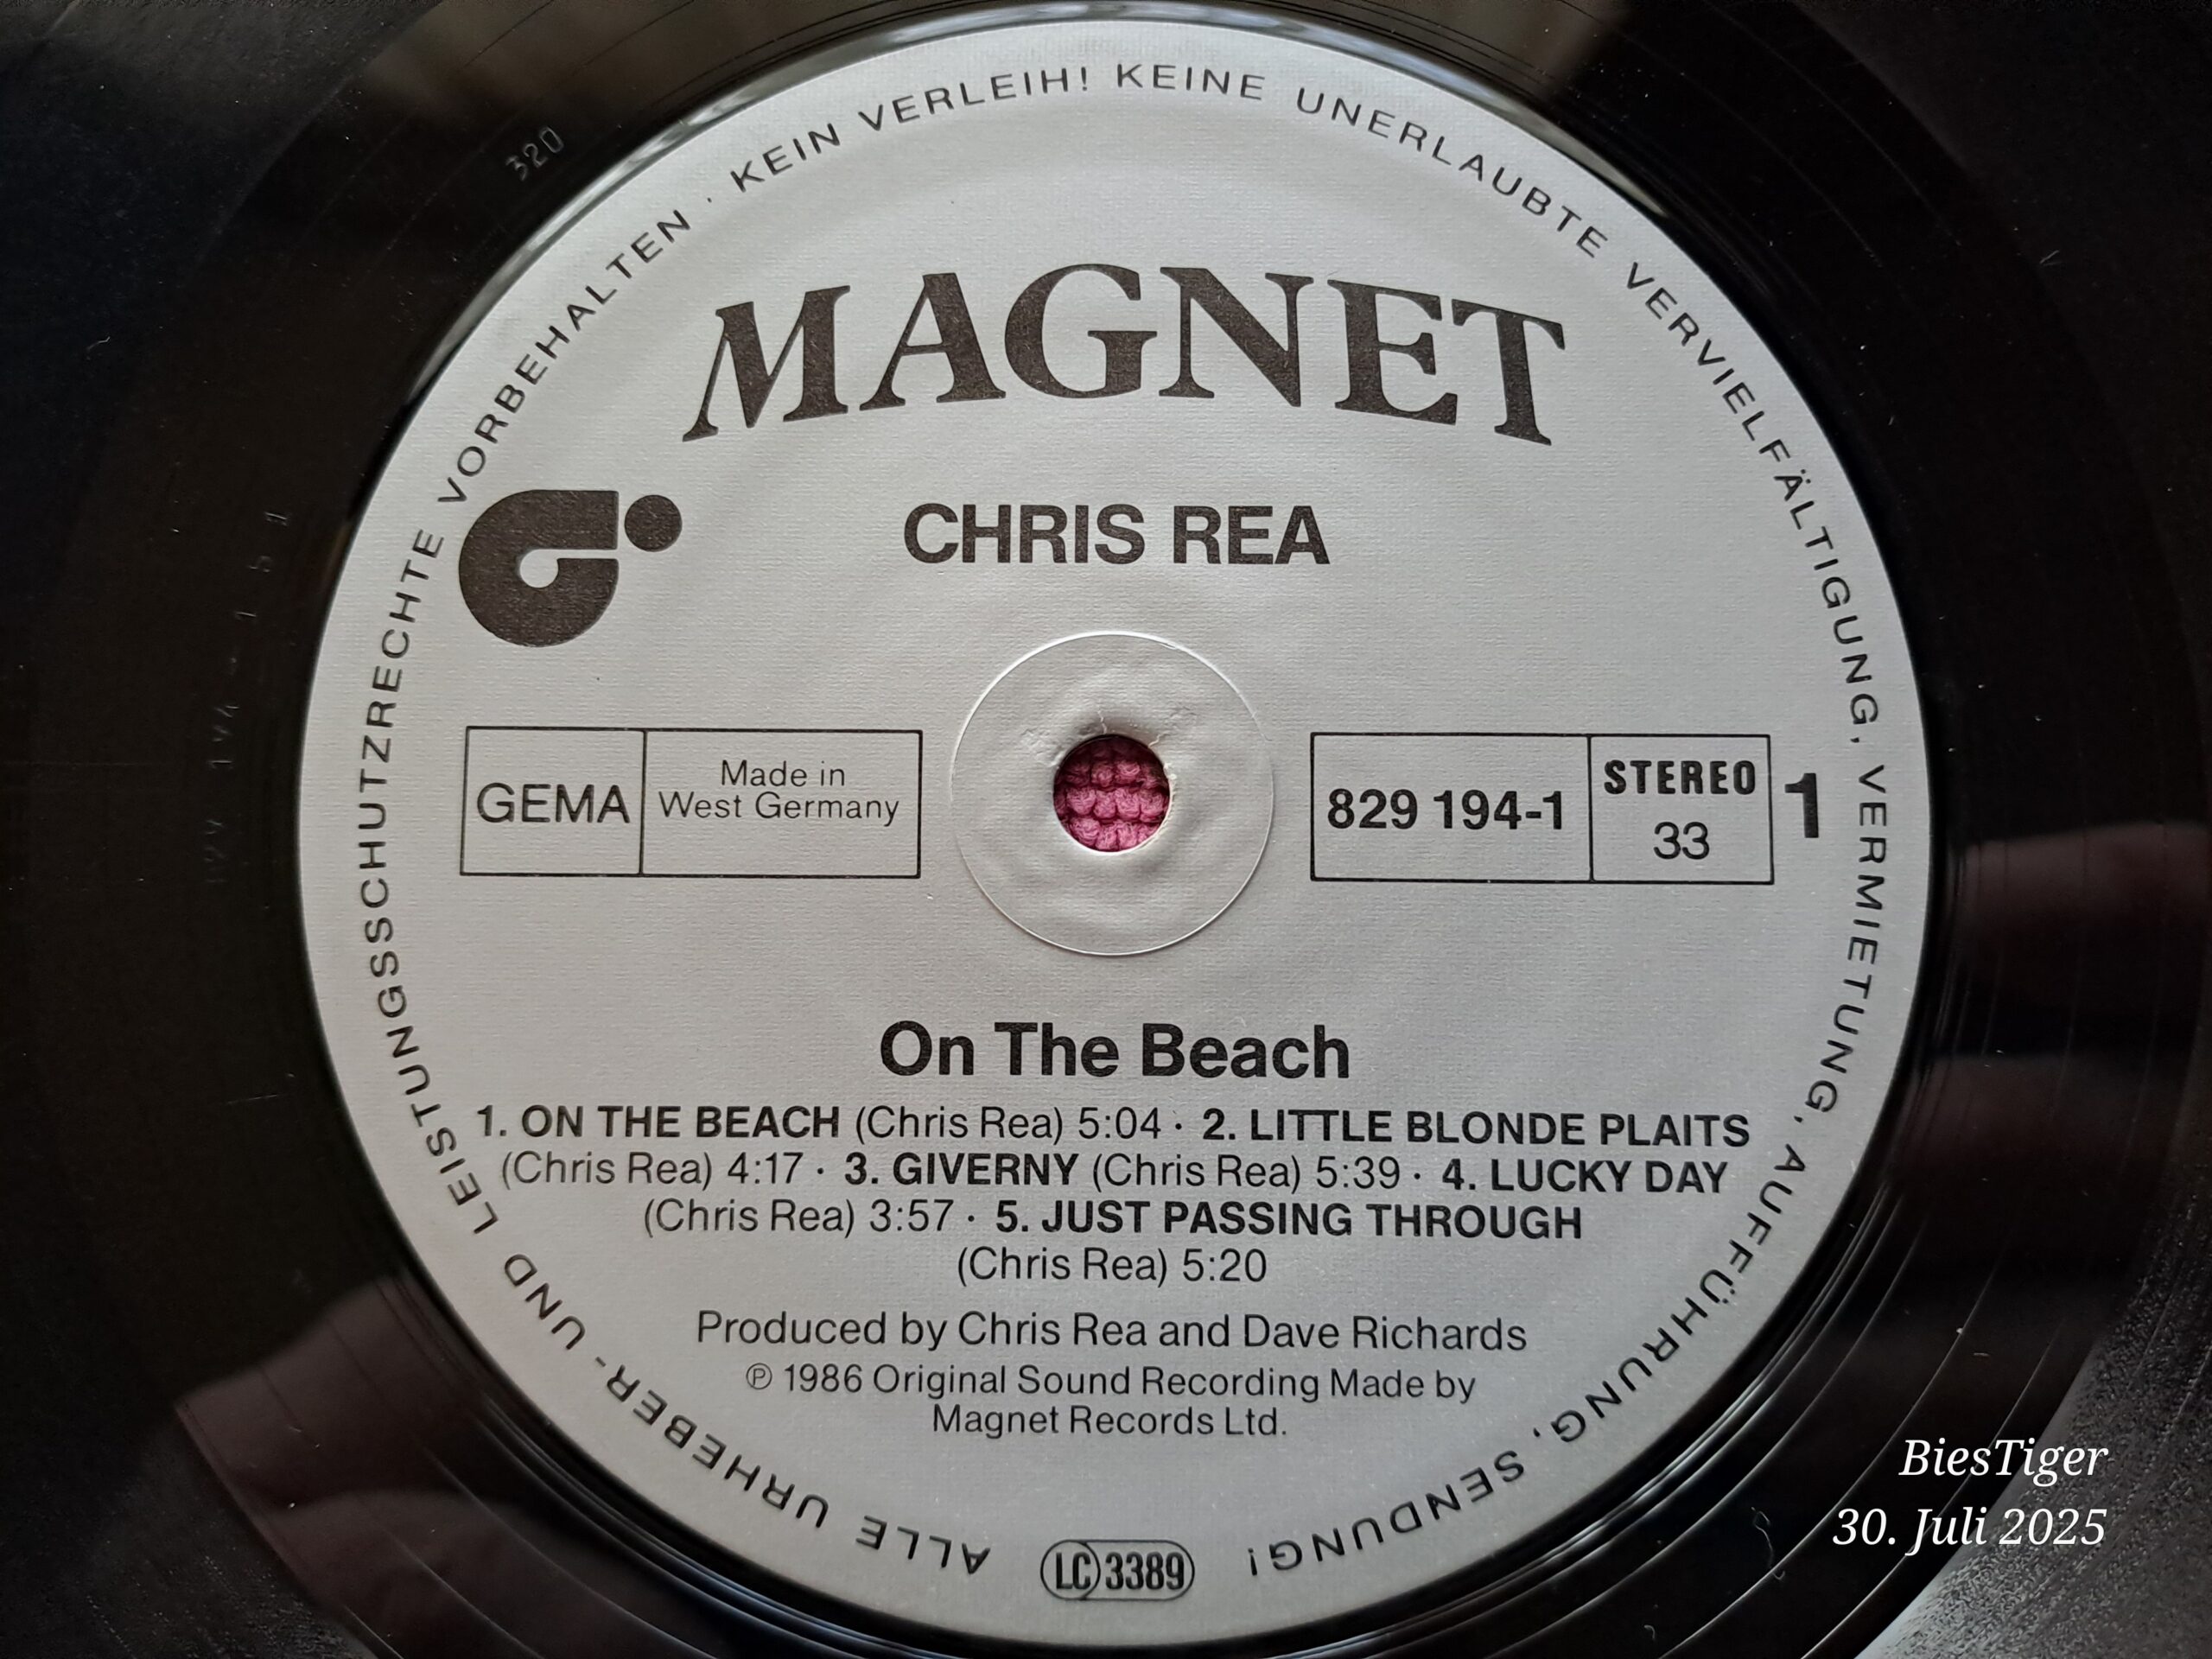 ALLE URHEBER- UND LEISTUNGSSCHUTZRECHTE VORBEHALTEN · KEIN VERLEIH! KEINE UNERLAUBTE VERVIELFÄLTIGUNG, VERMIETUNG, AUFFÜHRUNG, SENDUNG!
320
MAGNET
CHRIS REA
GEMA
Made in
West Germany
829 194-1
STEREO
33
1
On The Beach
1. ON THE BEACH (Chris Rea) 5:04 · 2. LITTLE BLONDE PLAITS
(Chris Rea) 4:17 · 3. GIVERNY (Chris Rea) 5:39 · 4. LUCKY DAY
(Chris Rea) 3:57 · 5. JUST PASSING THROUGH
(Chris Rea) 5:20
Produced by Chris Rea and Dave Richards
℗ 1986 Original Sound Recording Made by
Magnet Records Ltd.
LC 3389
BiesTiger
30. Juli 2025